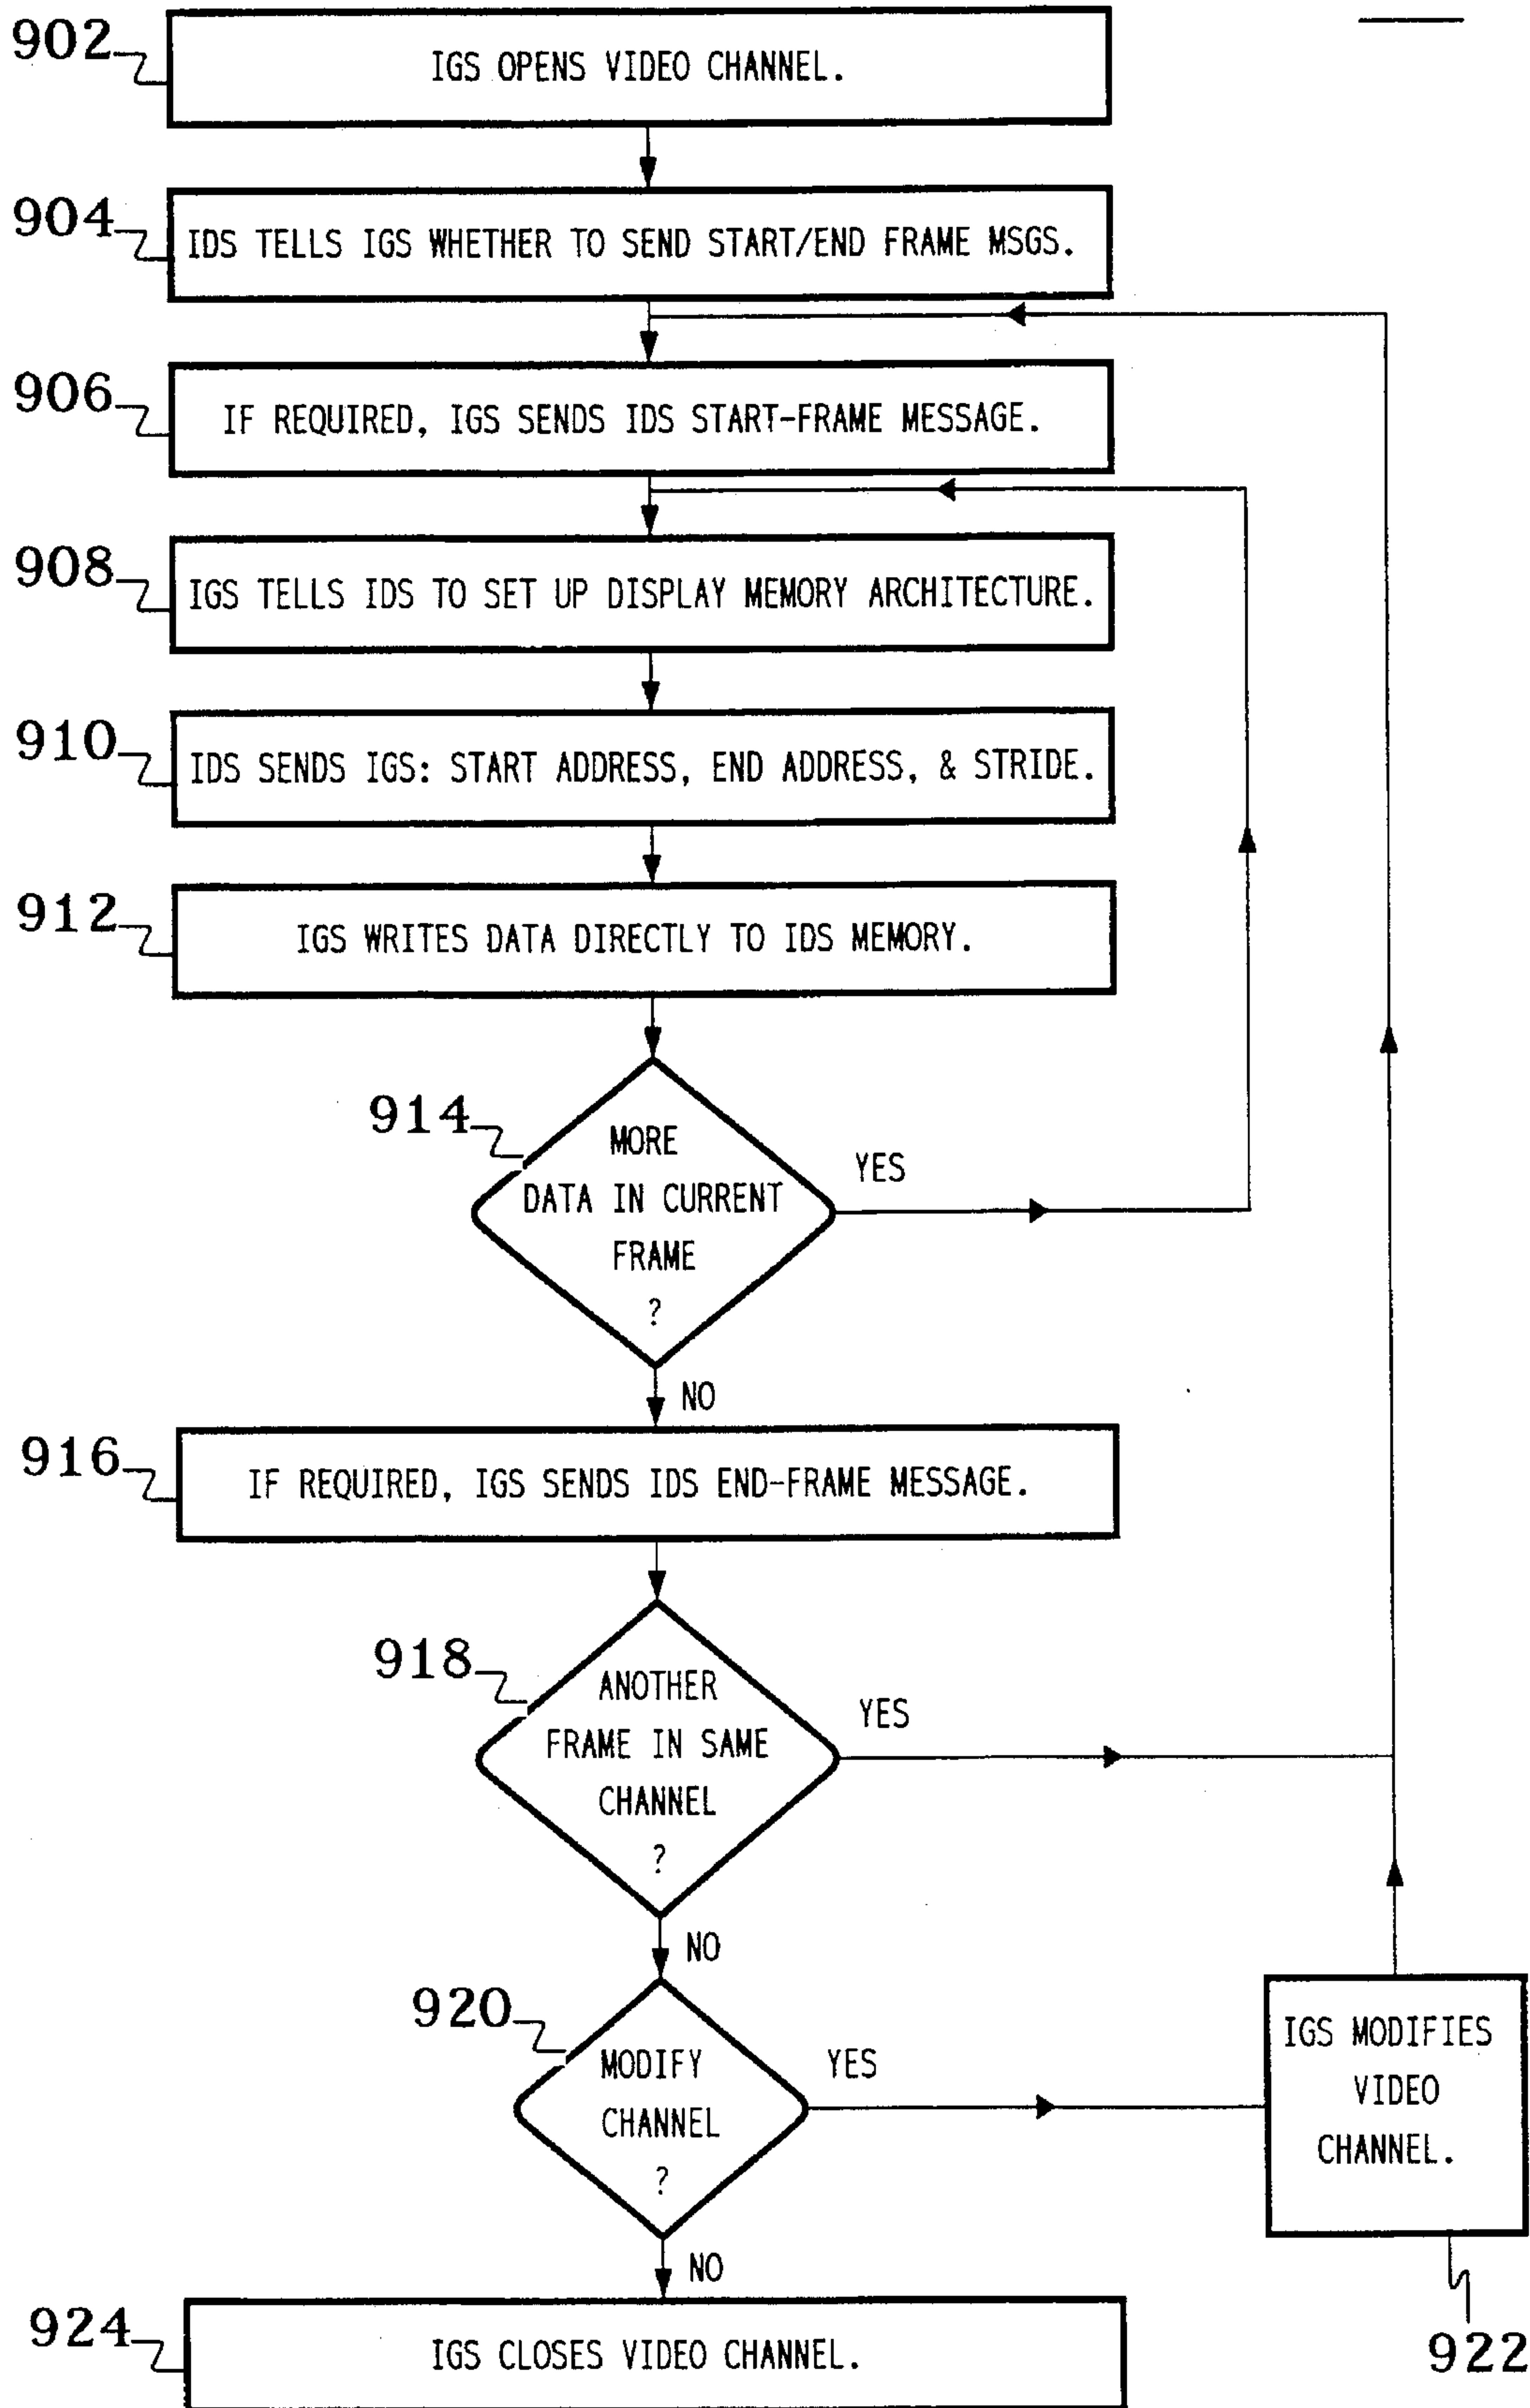 902
IGS OPENS VIDEO CHANNEL.
904
IDS TELLS IGS WHETHER TO SEND START/END FRAME MSGS.
906
IF REQUIRED, IGS SENDS IDS START-FRAME MESSAGE.
908
IGS TELLS IDS TO SET UP DISPLAY MEMORY ARCHITECTURE.
910
IDS SENDS IGS: START ADDRESS, END ADDRESS, & STRIDE.
912
IGS WRITES DATA DIRECTLY TO IDS MEMORY.
914
MORE
DATA IN CURRENT
FRAME
?
YES
NO
916
IF REQUIRED, IGS SENDS IDS END-FRAME MESSAGE.
918
ANOTHER
FRAME IN SAME
CHANNEL
?
YES
NO
920
MODIFY
CHANNEL
?
YES
IGS MODIFIES
VIDEO
CHANNEL.
922
NO
924
IGS CLOSES VIDEO CHANNEL.